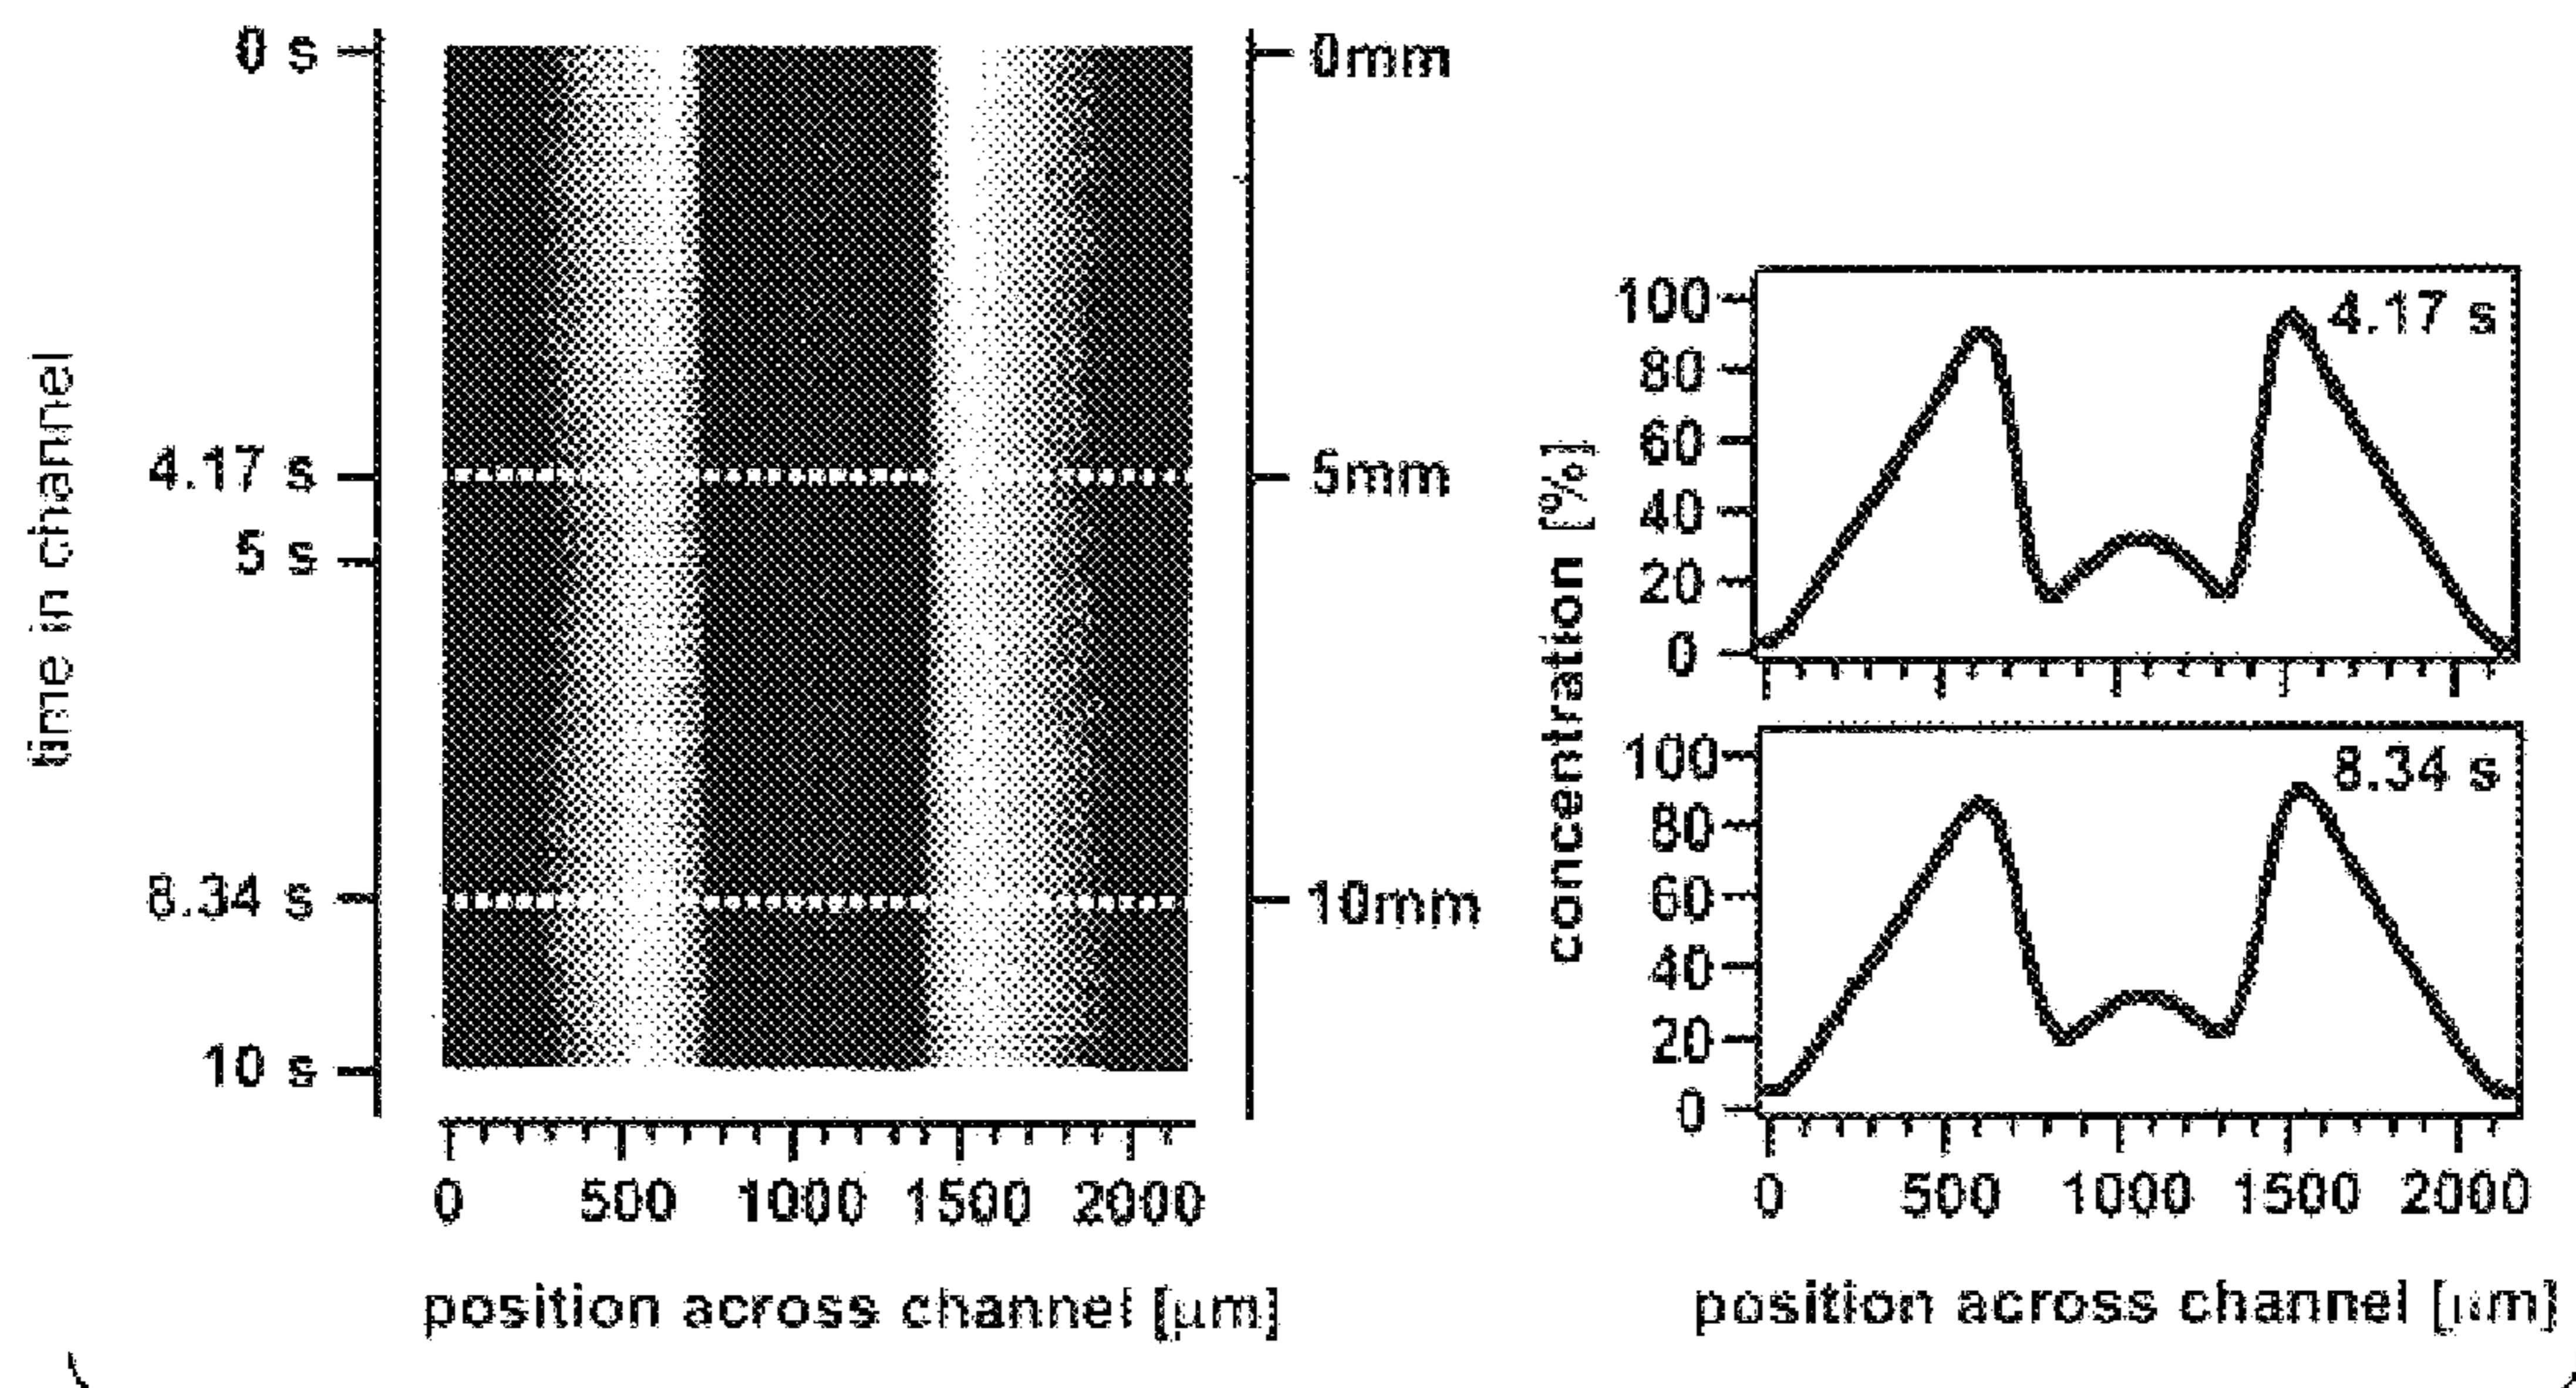 time in channel
0 s
4.17 s
5 s
8.34 s
10 s
0mm
5mm
10mm
0 500 1000 1500 2000
position across channel [µm]
concentration [%]
100
80
60
40
20
0
4.17 s
100
80
60
40
20
0
8.34 s
0 500 1000 1500 2000
position across channel [µm]